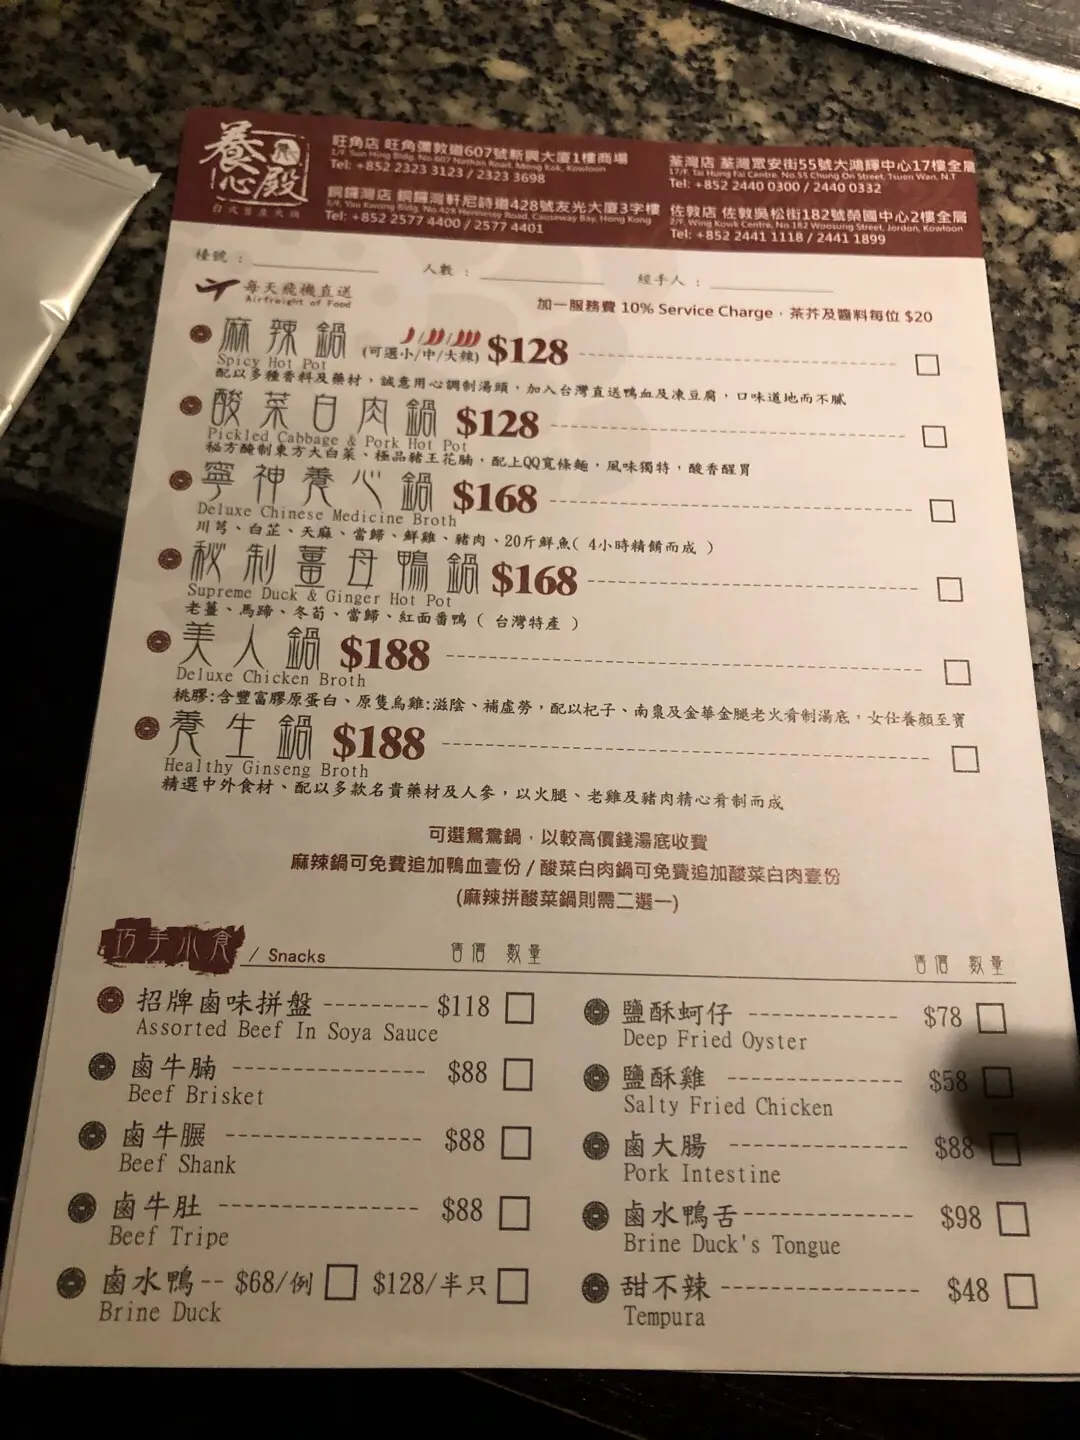 養心殿
台式蔘產火鍋
旺角店 旺角彌敦道607號新興大廈1樓商場
1/F, Sun Hing Bldg, No.607 Nathan Road, Mong Kok, Kowloon
Tel: +852 2323 3123 / 2323 3698
銅鑼灣店 銅鑼灣軒尼詩道428號友光大廈3字樓
3/F, Yau Kwong Bldg, No.428 Hennessy Road, Causeway Bay, Hong Kong
Tel: +852 2577 4400 / 2577 4401
荃灣店 荃灣眾安街55號大鴻輝中心17樓全層
17/F, Tai Hung Fai Centre, No.55 Chung On Street, Tsuen Wan, N.T
Tel: +852 2440 0300 / 2440 0332
佐敦店 佐敦吳松街182號榮國中心2樓全層
2/F, Wing Kowk Centre, No.182 Woosung Street, Jordon, Kowloon
Tel: +852 2441 1118 / 2441 1899
檯號 : 人數 : 經手人 :
每天飛機直送
Airfreight of Food
加一服務費 10% Service Charge，茶芥及醬料每位 $20
麻辣鍋 (可選小/中/大辣) $128
Spicy Hot Pot
配以多種香料及藥材、誠意用心調制湯頭，加入台灣直送鴨血及凍豆腐，口味道地而不膩
酸菜白肉鍋 $128
Pickled Cabbage & Pork Hot Pot
秘方醃制東方大白菜、極品豬王花腩，配上QQ寬條麵，風味獨特，酸香醒胃
寧神養心鍋 $168
Deluxe Chinese Medicine Broth
川芎、白芷、天麻、當歸、鮮雞、豬肉、20斤鮮魚( 4小時精餚而成 )
秘制薑母鴨鍋 $168
Supreme Duck & Ginger Hot Pot
老薑、馬蹄、冬荀、當歸、紅面番鴨 ( 台灣特產 )
美人鍋 $188
Deluxe Chicken Broth
桃膠:含豐富膠原蛋白、原隻烏雞:滋陰、補虛勞，配以杞子、南棗及金華金腿老火肴制湯底，女仕養顏至寶
養生鍋 $188
Healthy Ginseng Broth
精選中外食材、配以多款名貴藥材及人參，以火腿、老雞及豬肉精心肴制而成
可選鴛鴦鍋，以較高價錢湯底收費
麻辣鍋可免費追加鴨血壹份 / 酸菜白肉鍋可免費追加酸菜白肉壹份
(麻辣拼酸菜鍋則需二選一)
巧手小食 / Snacks 售價 數量 售價 數量
招牌鹵味拼盤 $118
Assorted Beef In Soya Sauce
鹵牛腩 $88
Beef Brisket
鹵牛𦟌 $88
Beef Shank
鹵牛肚 $88
Beef Tripe
鹵水鴨 $68/例 $128/半只
Brine Duck
鹽酥蚵仔 $78
Deep Fried Oyster
鹽酥雞 $58
Salty Fried Chicken
鹵大腸 $88
Pork Intestine
鹵水鴨舌 $98
Brine Duck's Tongue
甜不辣 $48
Tempura